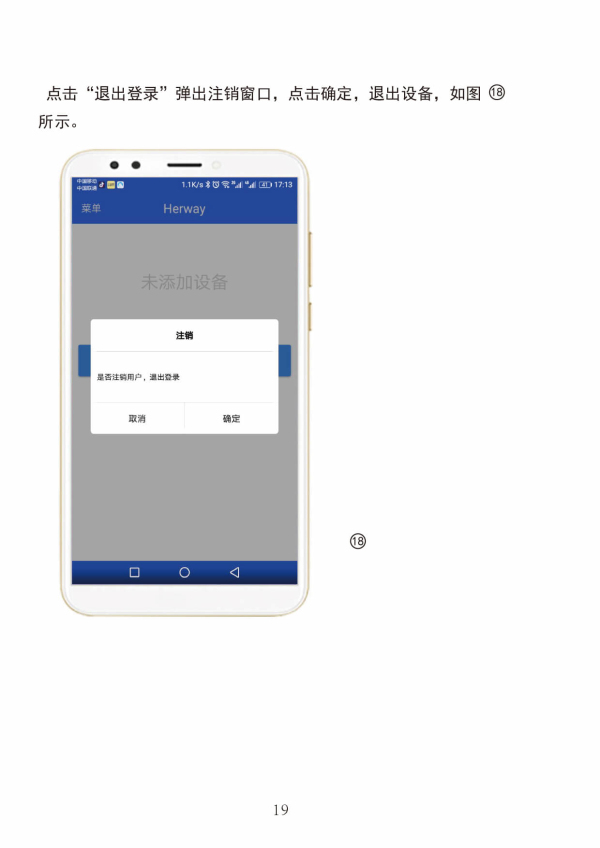 点击“退出登录”弹出注销窗口，点击确定，退出设备，如图 ⑱
所示。
中国移动
中国联通
1.1K/s
17:13
菜单 Herway
未添加设备
注销
是否注销用户，退出登录
取消 确定
⑱
19